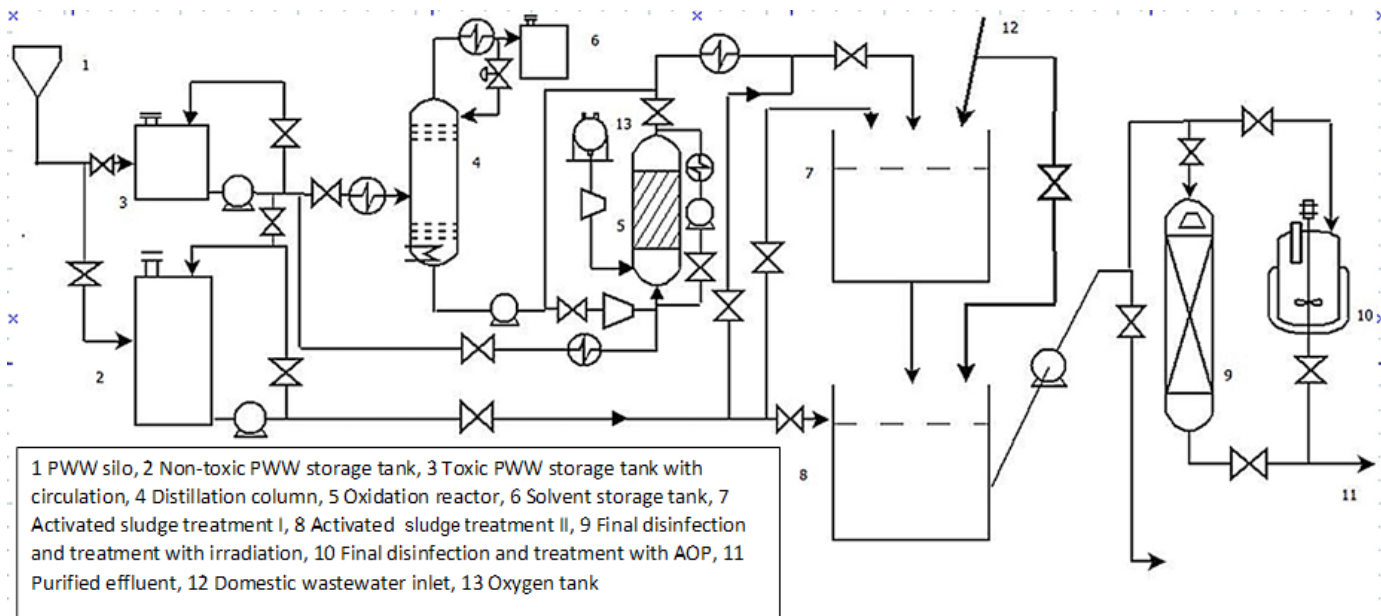 1
6
12
13
4
3
7
5
2
10
9
8
11
1 PWW silo, 2 Non-toxic PWW storage tank, 3 Toxic PWW storage tank with
circulation, 4 Distillation column, 5 Oxidation reactor, 6 Solvent storage tank, 7
Activated sludge treatment I, 8 Activated sludge treatment II, 9 Final disinfection
and treatment with irradiation, 10 Final disinfection and treatment with AOP, 11
Purified effluent, 12 Domestic wastewater inlet, 13 Oxygen tank